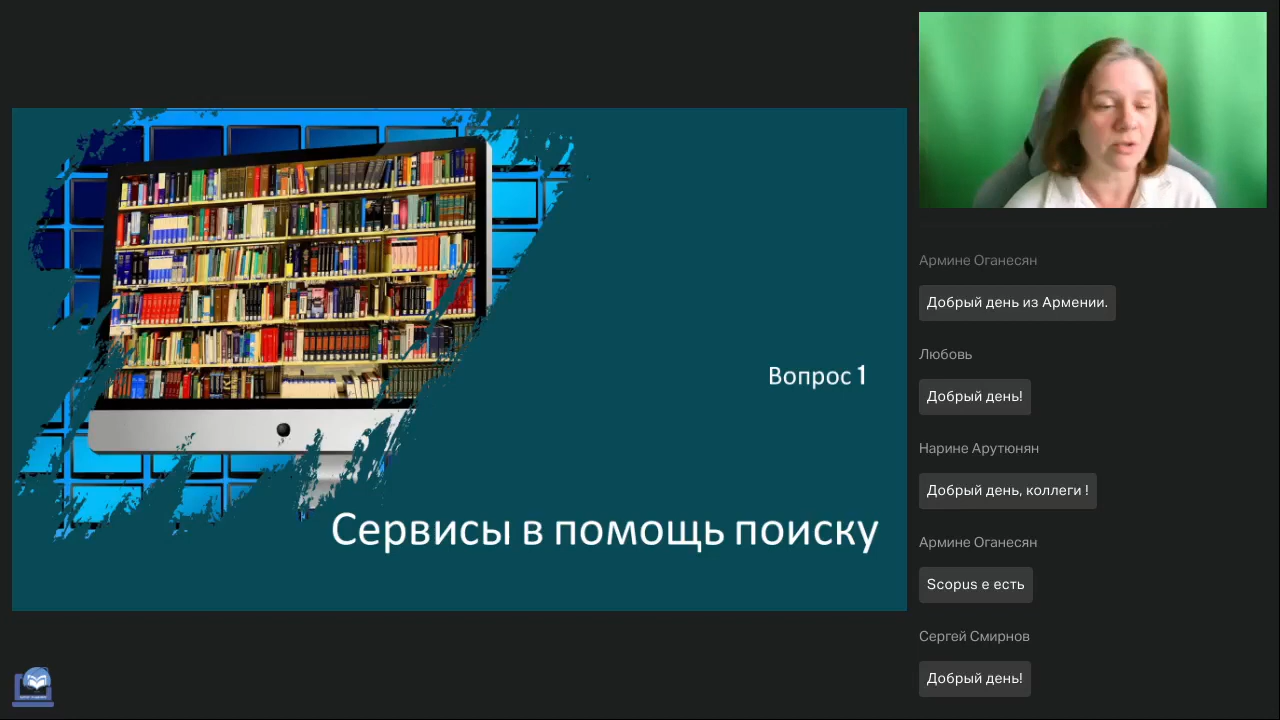 Вопрос 1
Сервисы в помощь поиску
Армине Оганесян
Добрый день из Армении.
Любовь
Добрый день!
Нарине Арутюнян
Добрый день, коллеги !
Армине Оганесян
Scopus е есть
Сергей Смирнов
Добрый день!